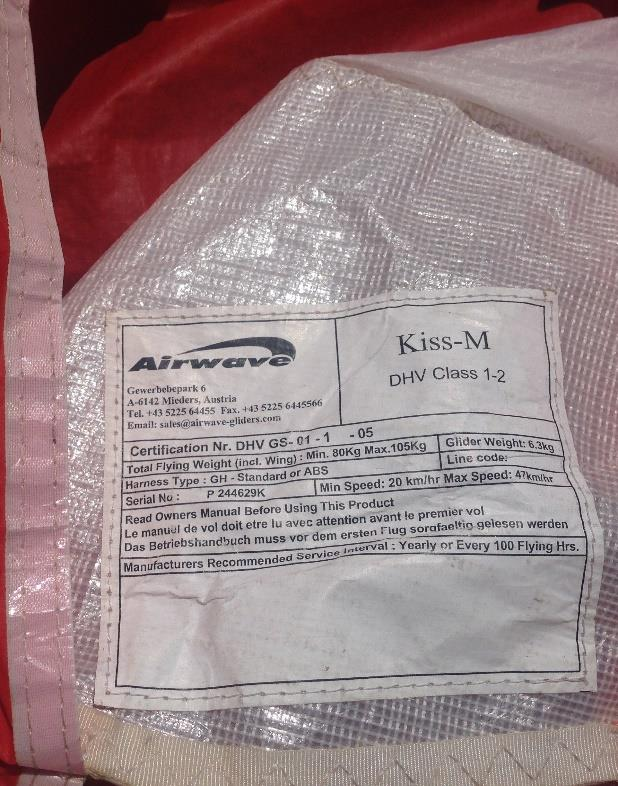 Airwave
Gewerbebepark 6
A-6142 Mieders, Austria
Tel. +43 5225 64455  Fax. +43 5225 6445566
Email: sales@airwave-gliders.com
Kiss-M
DHV Class 1-2
Certification Nr. DHV GS- 01 - 1 - 05
Total Flying Weight (incl. Wing) : Min. 80Kg Max.105Kg
Glider Weight: 6.3kg
Harness Type : GH - Standard or ABS
Line code:
Serial No : P 244629K
Min Speed: 20 km/hr Max Speed: 47km/hr
Read Owners Manual Before Using This Product
Le manuel de vol doit etre lu avec attention avant le premier vol
Das Betriebshandbuch muss vor dem ersten Flug sorgfaeltig gelesen werden
Manufacturers Recommended Service Interval : Yearly or Every 100 Flying Hrs.